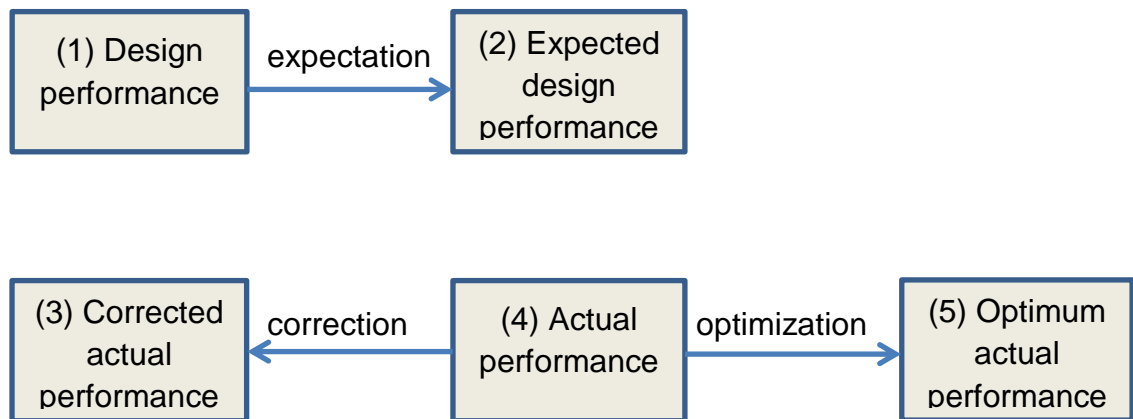 (1) Design
performance
expectation
(2) Expected
design
performance
(3) Corrected
actual
performance
correction
(4) Actual
performance
optimization
(5) Optimum
actual
performance